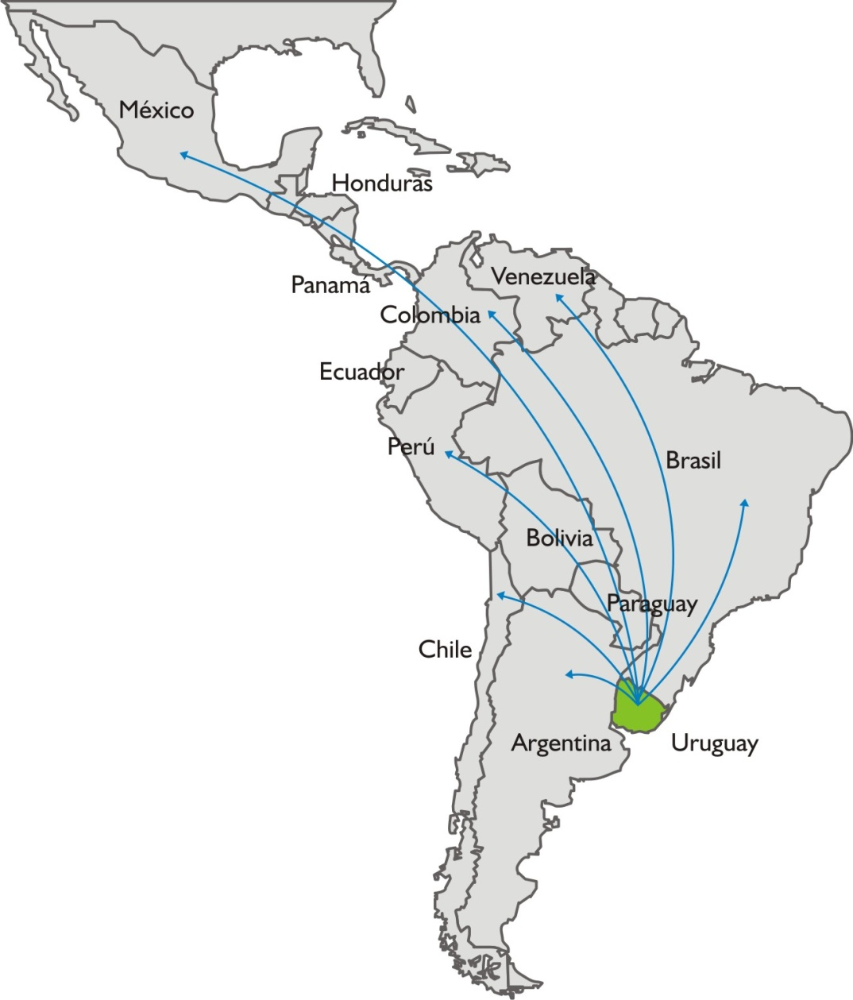 México
Honduras
Panamá
Venezuela
Colombia
Ecuador
Perú
Brasil
Bolivia
Paraguay
Chile
Argentina
Uruguay